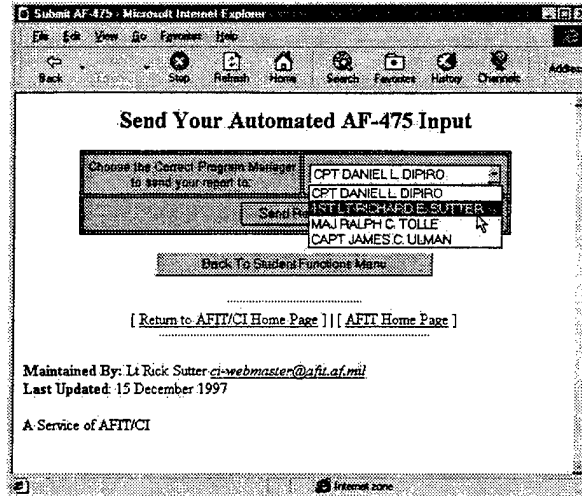 Submit AF-475 - Microsoft Internet Explorer
File Edit View Go Favorites Help
Back Stop Refresh Home Search Favorites History Channels Address
Send Your Automated AF-475 Input
Choose the Correct Program Manager
to send your report to:
CPT DANIEL L. DIPIRO
CPT DANIEL L. DIPIRO
1ST LT RICHARD E. SUTTER
MAJ RALPH C. TOLLE
CAPT JAMES C. ULMAN
Send
Back To Student Functions Menu
[ Return to AFIT/CI Home Page ] | [ AFIT Home Page ]
Maintained By: Lt Rick Sutter ci-webmaster@afit.af.mil
Last Updated: 15 December 1997
A Service of AFIT/CI
Internet zone